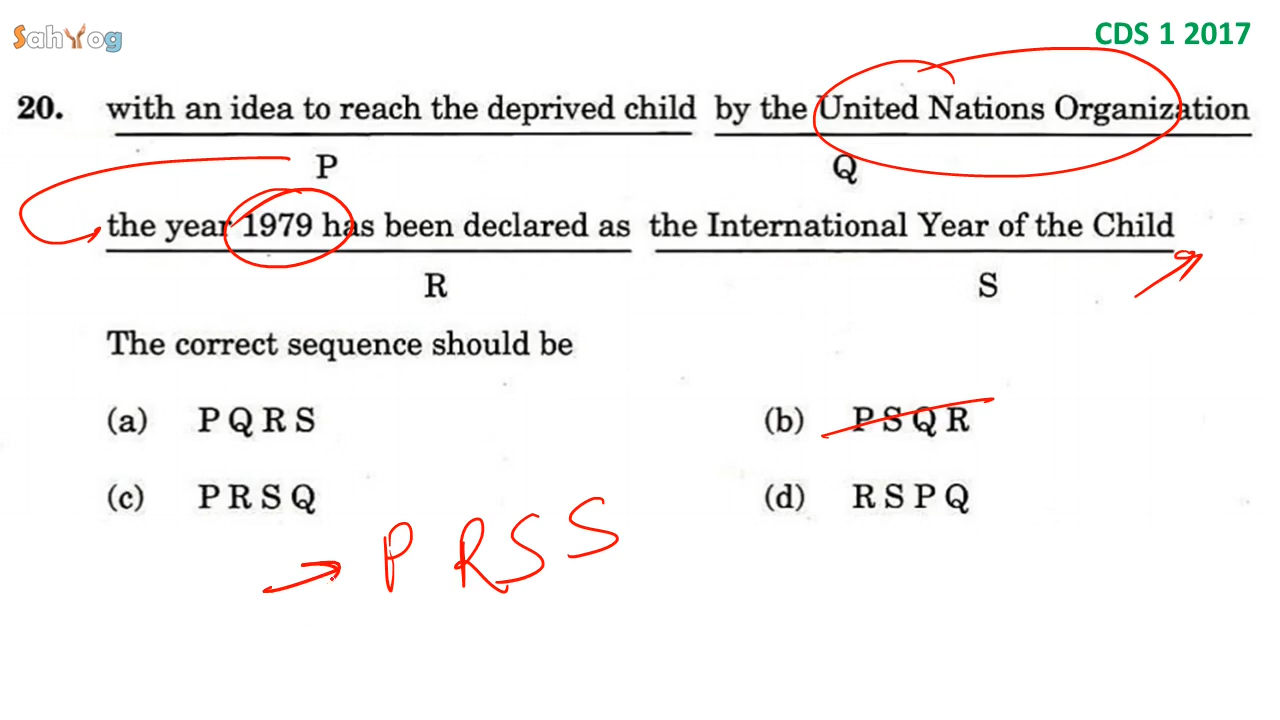 SahYog
CDS 1 2017
20. with an idea to reach the deprived child by the United Nations Organization
P Q
the year 1979 has been declared as the International Year of the Child
R S
The correct sequence should be
(a) P Q R S (b) P S Q R
(c) P R S Q (d) R S P Q
P R S S